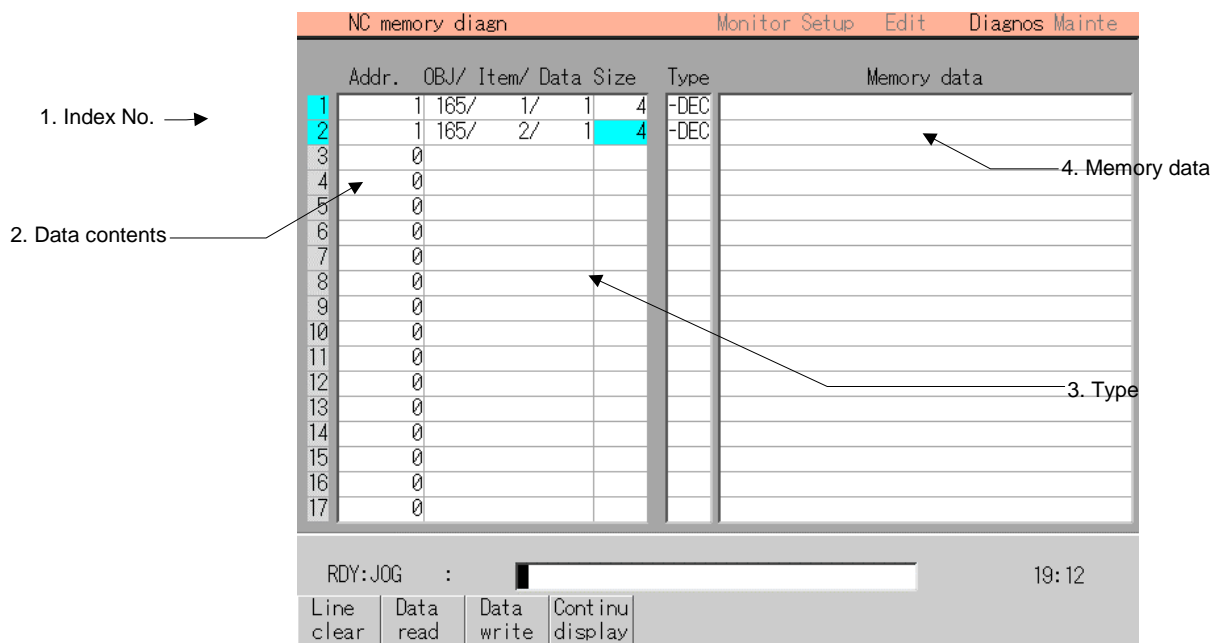 NC memory diagn Monitor Setup Edit Diagnos Mainte
Addr. OBJ/ Item/ Data Size Type Memory data
1. Index No.
1 1 165/ 1/ 1 4 -DEC
2 1 165/ 2/ 1 4 -DEC
3 0
4. Memory data
4 0
5 0
2. Data contents
6 0
7 0
8 0
9 0
10 0
11 0
12 0
3. Type
13 0
14 0
15 0
16 0
17 0
RDY:JOG : 19:12
Line clear
Data read
Data write
Continu display